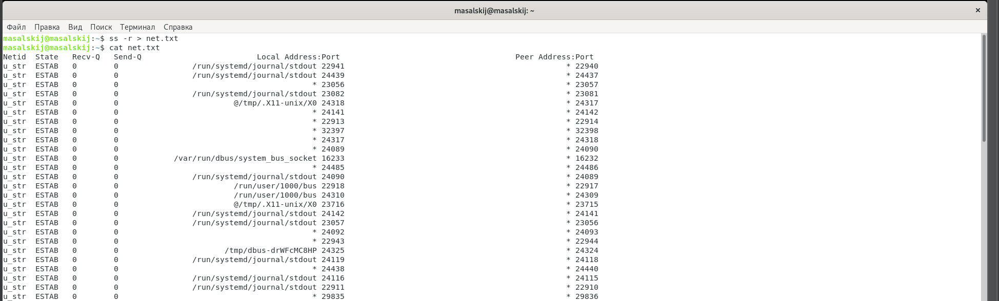 masalskij@masalskij: ~
Файл Правка Вид Поиск Терминал Справка
masalskij@masalskij:~$ ss -r > net.txt
masalskij@masalskij:~$ cat net.txt
Netid State Recv-Q Send-Q Local Address:Port Peer Address:Port
u_str ESTAB 0 0 /run/systemd/journal/stdout 22941 * 22940
u_str ESTAB 0 0 /run/systemd/journal/stdout 24439 * 24437
u_str ESTAB 0 0 * 23056 * 23057
u_str ESTAB 0 0 /run/systemd/journal/stdout 23082 * 23081
u_str ESTAB 0 0 @/tmp/.X11-unix/X0 24318 * 24317
u_str ESTAB 0 0 * 24141 * 24142
u_str ESTAB 0 0 * 22913 * 22914
u_str ESTAB 0 0 * 32397 * 32398
u_str ESTAB 0 0 * 24317 * 24318
u_str ESTAB 0 0 * 24089 * 24090
u_str ESTAB 0 0 /var/run/dbus/system_bus_socket 16233 * 16232
u_str ESTAB 0 0 * 24485 * 24486
u_str ESTAB 0 0 /run/systemd/journal/stdout 24090 * 24089
u_str ESTAB 0 0 /run/user/1000/bus 22918 * 22917
u_str ESTAB 0 0 /run/user/1000/bus 24310 * 24309
u_str ESTAB 0 0 @/tmp/.X11-unix/X0 23716 * 23715
u_str ESTAB 0 0 /run/systemd/journal/stdout 24142 * 24141
u_str ESTAB 0 0 /run/systemd/journal/stdout 23057 * 23056
u_str ESTAB 0 0 * 24092 * 24093
u_str ESTAB 0 0 * 22943 * 22944
u_str ESTAB 0 0 /tmp/dbus-drWFcMC8HP 24325 * 24324
u_str ESTAB 0 0 /run/systemd/journal/stdout 24119 * 24118
u_str ESTAB 0 0 * 24438 * 24440
u_str ESTAB 0 0 /run/systemd/journal/stdout 24116 * 24115
u_str ESTAB 0 0 /run/systemd/journal/stdout 22911 * 22910
u_str ESTAB 0 0 * 29835 * 29836